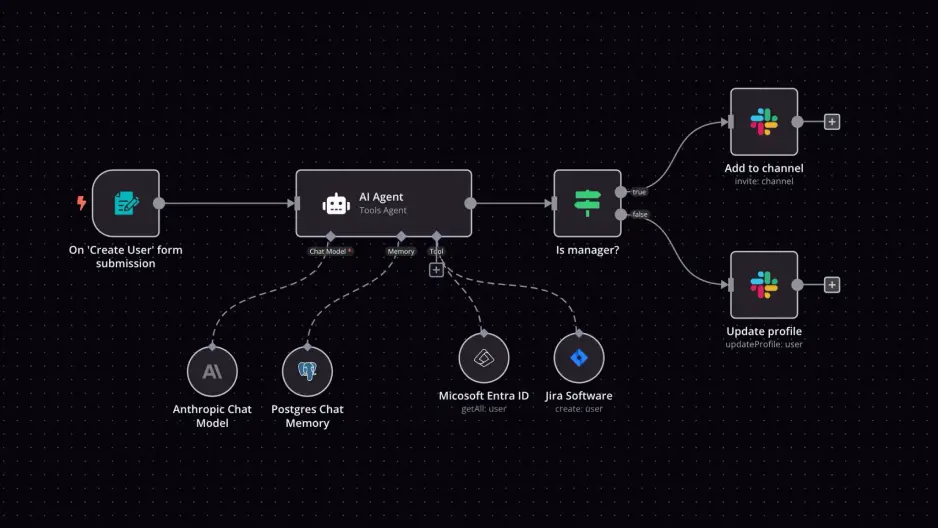 On 'Create User' form
submission
AI Agent
Tools Agent
Chat Model *
Memory
Tool
Anthropic Chat
Model
Postgres Chat
Memory
Micosoft Entra ID
getAll: user
Jira Software
create: user
Is manager?
true
false
Add to channel
invite: channel
Update profile
updateProfile: user